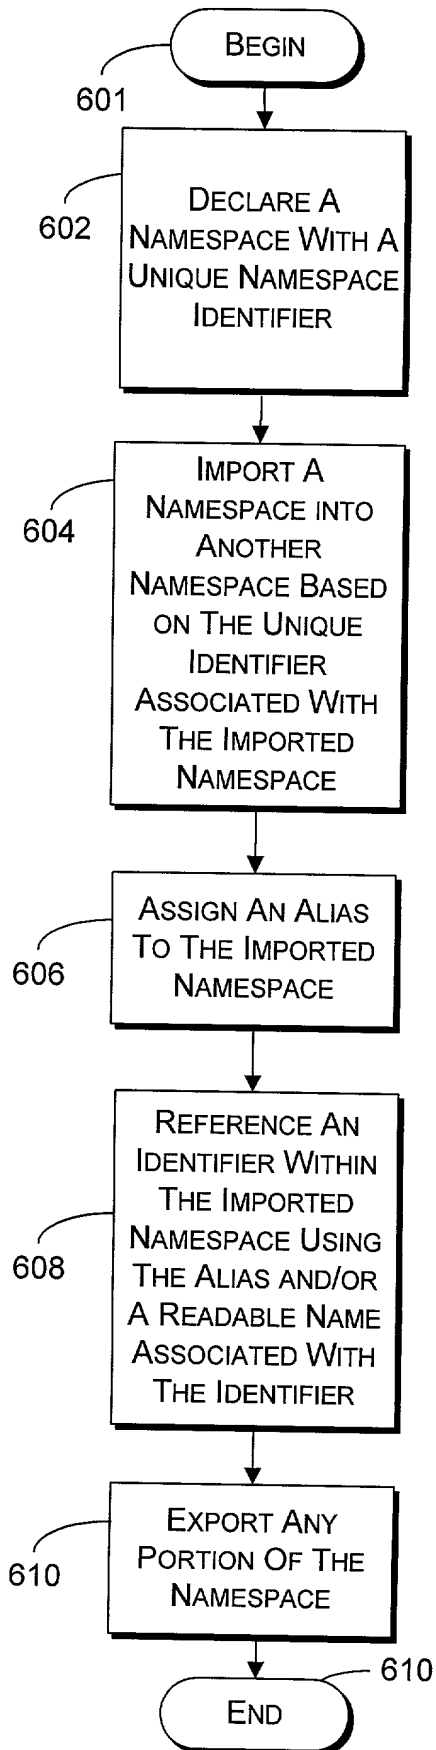 BEGIN
601
602
DECLARE A
NAMESPACE WITH A
UNIQUE NAMESPACE
IDENTIFIER
604
IMPORT A
NAMESPACE INTO
ANOTHER
NAMESPACE BASED
ON THE UNIQUE
IDENTIFIER
ASSOCIATED WITH
THE IMPORTED
NAMESPACE
606
ASSIGN AN ALIAS
TO THE IMPORTED
NAMESPACE
608
REFERENCE AN
IDENTIFIER WITHIN
THE IMPORTED
NAMESPACE USING
THE ALIAS AND/OR
A READABLE NAME
ASSOCIATED WITH
THE IDENTIFIER
610
EXPORT ANY
PORTION OF THE
NAMESPACE
610
END